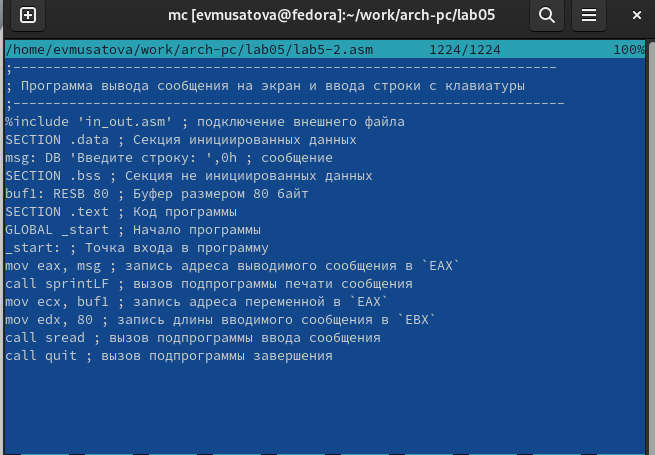 mc [evmusatova@fedora]:~/work/arch-pc/lab05
/home/evmusatova/work/arch-pc/lab05/lab5-2.asm 1224/1224 100%
;--------------------------------------------------------------------
; Программа вывода сообщения на экран и ввода строки с клавиатуры
;---------------------------------------------------------------------
%include 'in_out.asm' ; подключение внешнего файла
SECTION .data ; Секция инициированных данных
msg: DB 'Введите строку: ',0h ; сообщение
SECTION .bss ; Секция не инициированных данных
buf1: RESB 80 ; Буфер размером 80 байт
SECTION .text ; Код программы
GLOBAL _start ; Начало программы
_start: ; Точка входа в программу
mov eax, msg ; запись адреса выводимого сообщения в `EAX`
call sprintLF ; вызов подпрограммы печати сообщения
mov ecx, buf1 ; запись адреса переменной в `EAX`
mov edx, 80 ; запись длины вводимого сообщения в `EBX`
call sread ; вызов подпрограммы ввода сообщения
call quit ; вызов подпрограммы завершения